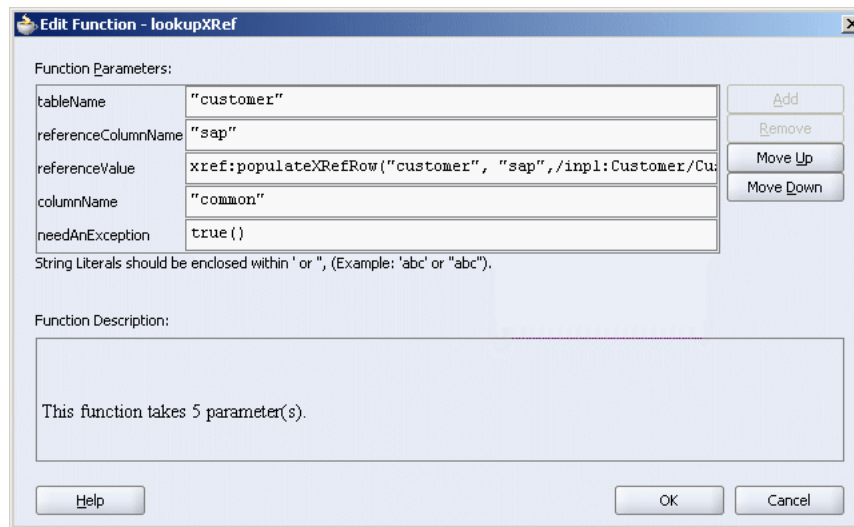 Edit Function - lookupXRef
Function Parameters:
tableName "customer"
referenceColumnName "sap"
referenceValue xref:populateXRefRow("customer", "sap",/inpl:Customer/Cu
columnName "common"
needAnException true()
Add
Remove
Move Up
Move Down
String Literals should be enclosed within ' or ", (Example: 'abc' or "abc").
Function Description:
This function takes 5 parameter(s).
Help OK Cancel